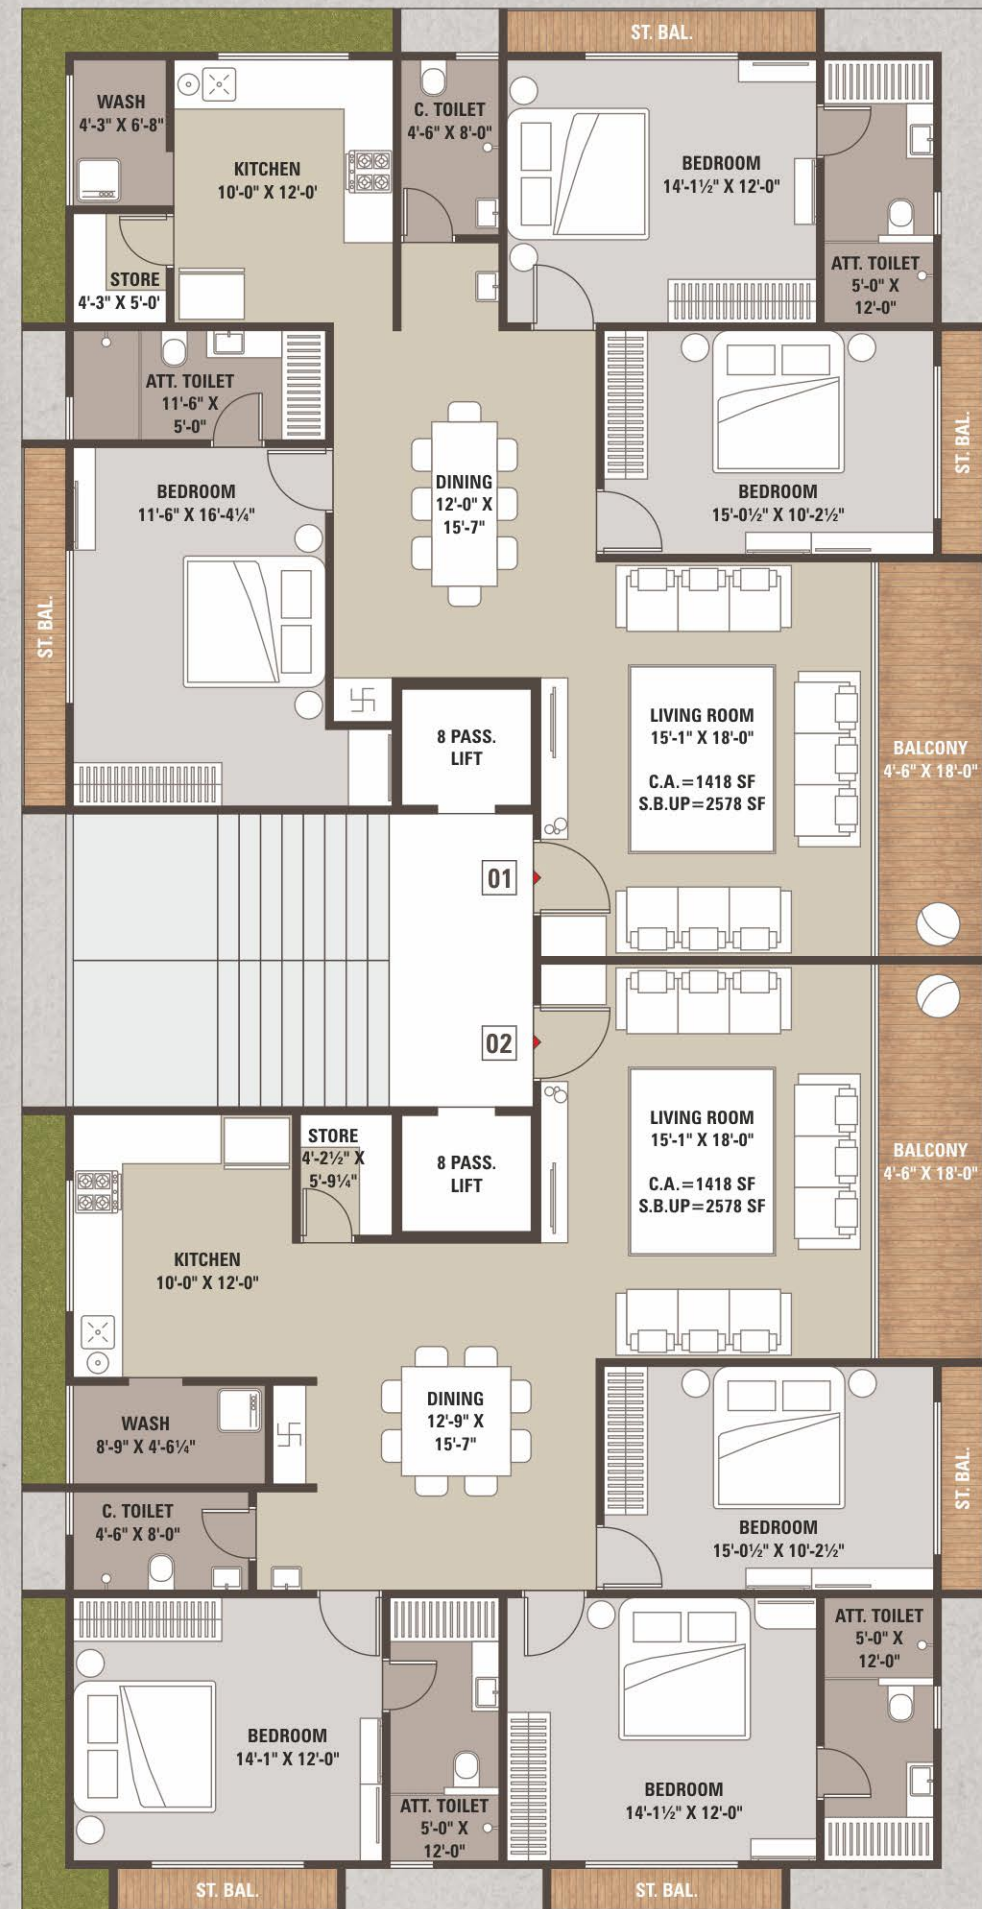 ST. BAL.
WASH
4'-3" X 6'-8"
KITCHEN
10'-0" X 12'-0'
C. TOILET
4'-6" X 8'-0"
BEDROOM
14'-1½" X 12'-0"
STORE
4'-3" X 5'-0'
ATT. TOILET
5'-0" X
12'-0"
ATT. TOILET
11'-6" X
5'-0"
ST. BAL.
BEDROOM
11'-6" X 16'-4¼"
DINING
12'-0" X
15'-7"
BEDROOM
15'-0½" X 10'-2½"
ST. BAL.
8 PASS.
LIFT
LIVING ROOM
15'-1" X 18'-0"
C.A.=1418 SF
S.B.UP=2578 SF
BALCONY
4'-6" X 18'-0"
01
02
STORE
4'-2½" X
5'-9¼"
8 PASS.
LIFT
LIVING ROOM
15'-1" X 18'-0"
C.A.=1418 SF
S.B.UP=2578 SF
BALCONY
4'-6" X 18'-0"
KITCHEN
10'-0" X 12'-0"
WASH
8'-9" X 4'-6¼"
DINING
12'-9" X
15'-7"
C. TOILET
4'-6" X 8'-0"
BEDROOM
15'-0½" X 10'-2½"
ST. BAL.
BEDROOM
14'-1" X 12'-0"
ATT. TOILET
5'-0" X
12'-0"
BEDROOM
14'-1½" X 12'-0"
ATT. TOILET
5'-0" X
12'-0"
ST. BAL.
ST. BAL.